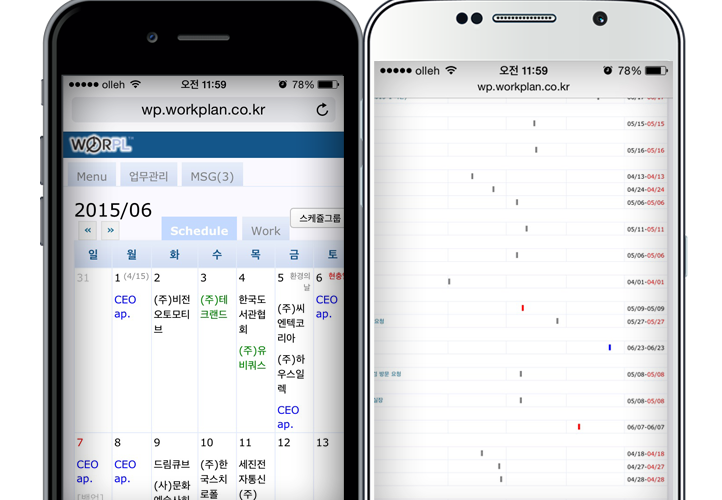 olleh 오전 11:59 78%
wp.workplan.co.kr
WORPL
Menu 업무관리 MSG(3)
2015/06
« » Schedule Work 스케쥴그룹
일 월 화 수 목 금 토
31 1 (4/15) 2 3 4 5 환경의 날 6
CEO ap.
(주)비전
오토모티
브
(주)테
크랜드
한국도
서관협
회
(주)유
비쿼스
(주)씨
엔텍코
리아
(주)하
우스일
렉
CEO
ap.
CEO
ap.
7 8 9 10 11 12 13
CEO
ap.
CEO
ap.
드림큐브
(사)문화
(주)한
국스치
로폴
세진전
자통신
(주)
olleh 오전 11:59 78%
wp.workplan.co.kr
05/15-05/15
05/16-05/16
04/13-04/13
04/24-04/24
05/06-05/06
05/11-05/11
05/06-05/06
04/01-04/01
05/09-05/09
요청 05/27-05/27
06/23-06/23
방문 요청 05/08-05/08
05/08-05/08
06/07-06/07
04/18-04/18
04/27-04/27
04/28-04/28